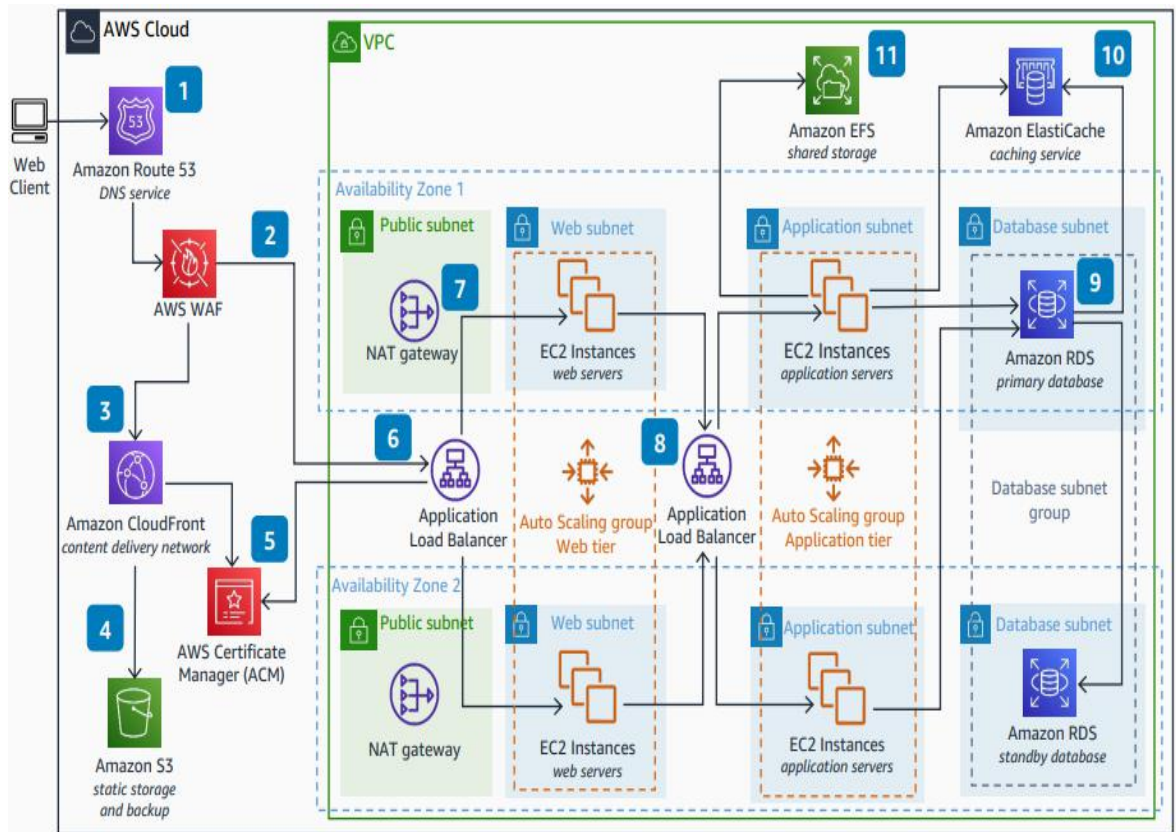 AWS Cloud
VPC
1
11
10
53
Web
Client
Amazon Route 53
DNS service
Amazon EFS
shared storage
Amazon ElastiCache
caching service
Availability Zone 1
2
AWS WAF
Public subnet
7
NAT gateway
Web subnet
EC2 Instances
web servers
Application subnet
EC2 Instances
application servers
Database subnet
9
Amazon RDS
primary database
3
Amazon CloudFront
content delivery network
5
6
Application
Load Balancer
Auto Scaling group
Web tier
8
Application
Load Balancer
Auto Scaling group
Application tier
Database subnet
group
4
AWS Certificate
Manager (ACM)
Amazon S3
static storage
and backup
Availability Zone 2
Public subnet
NAT gateway
Web subnet
EC2 Instances
web servers
Application subnet
EC2 Instances
application servers
Database subnet
Amazon RDS
standby database